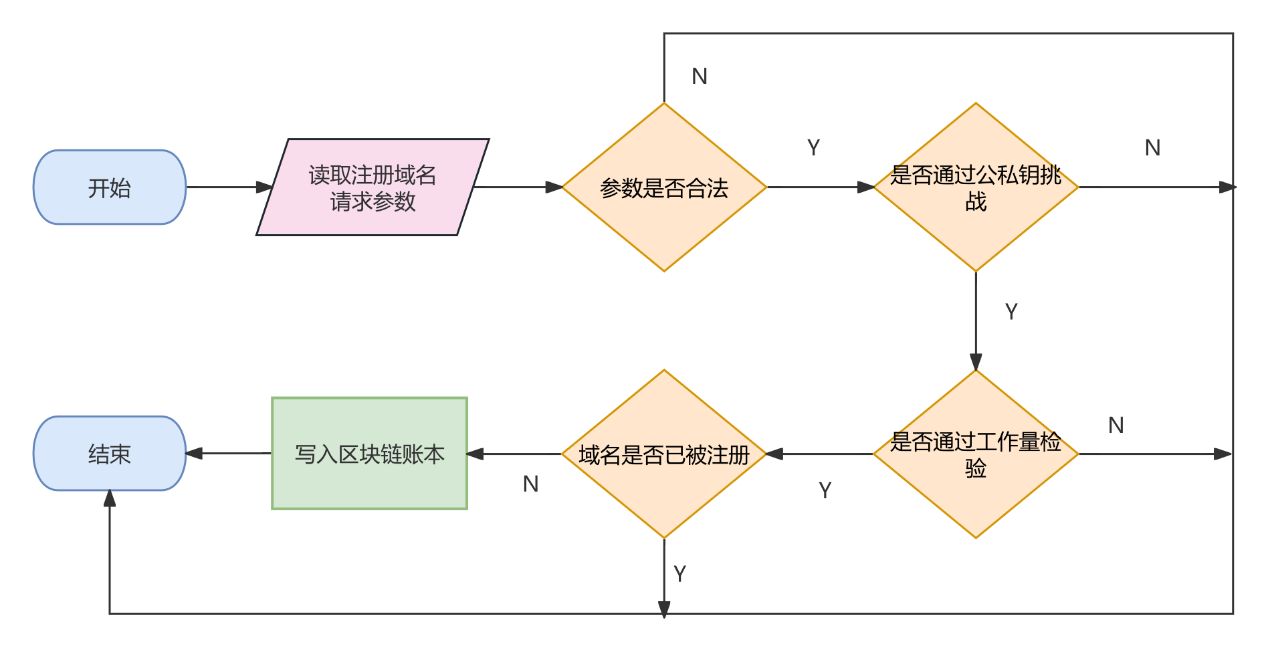 N
开始
读取注册域名
请求参数
参数是否合法
Y
是否通过公私钥挑
战
N
Y
结束
写入区块链账本
N
域名是否已被注册
Y
是否通过工作量检
验
N
Y